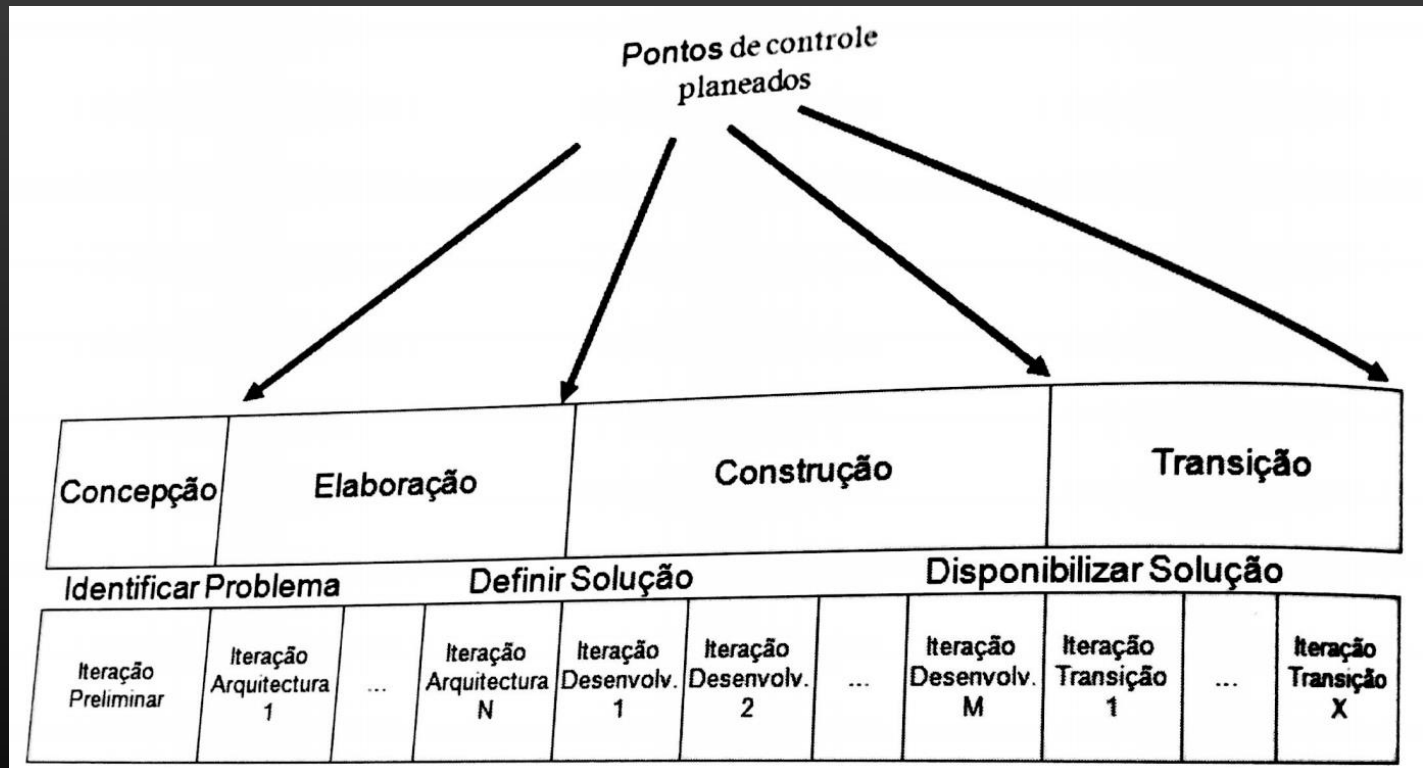 Pontos de controle
planeados
Concepção
Elaboração
Construção
Transição
Identificar Problema
Definir Solução
Disponibilizar Solução
Iteração
Preliminar
Iteração
Arquitectura
1
...
Iteração
Arquitectura
N
Iteração
Desenvolv.
1
Iteração
Desenvolv.
2
...
Iteração
Desenvolv.
M
Iteração
Transição
1
...
Iteração
Transição
X